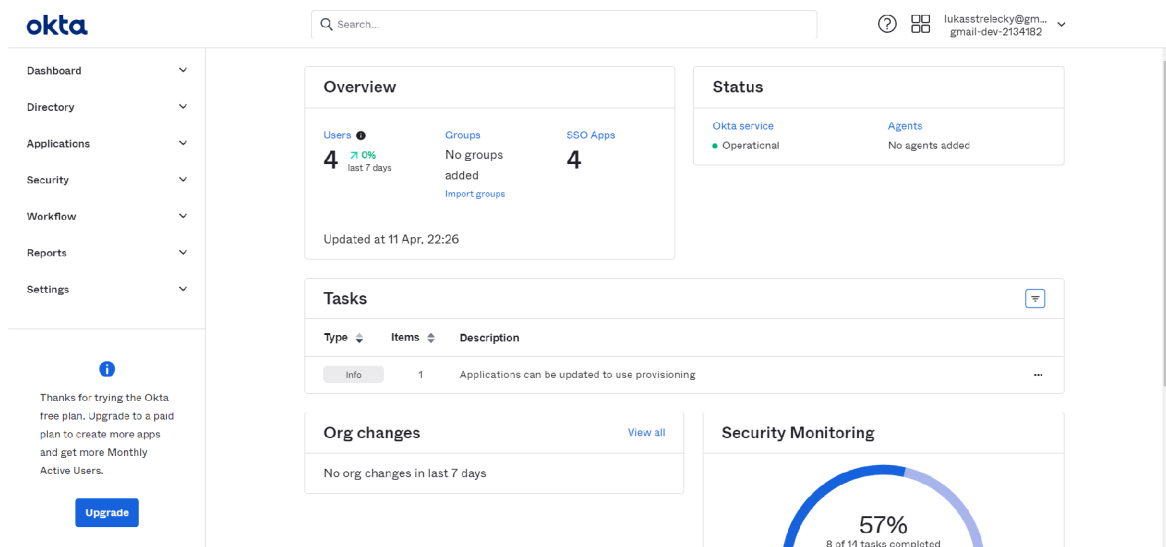 okta
Search...
lukasstrelecky@gm...
gmail-dev-2134182
Dashboard
Directory
Applications
Security
Workflow
Reports
Settings
Thanks for trying the Okta
free plan. Upgrade to a paid
plan to create more apps
and get more Monthly
Active Users.
Upgrade
Overview
Users
4
0%
last 7 days
Groups
No groups
added
Import groups
SSO Apps
4
Updated at 11 Apr, 22:26
Status
Okta service
Operational
Agents
No agents added
Tasks
Type Items Description
Info 1 Applications can be updated to use provisioning
Org changes
View all
No org changes in last 7 days
Security Monitoring
57%
8 of 14 tasks completed